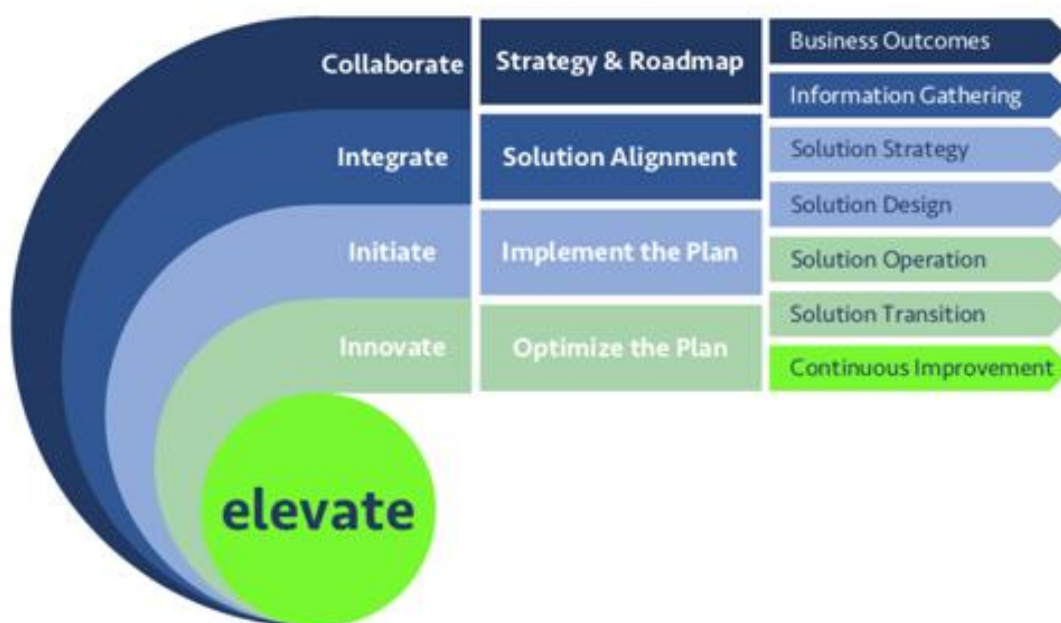 Collaborate
Strategy & Roadmap
Business Outcomes
Information Gathering
Integrate
Solution Alignment
Solution Strategy
Solution Design
Initiate
Implement the Plan
Solution Operation
Solution Transition
Innovate
Optimize the Plan
Continuous Improvement
elevate